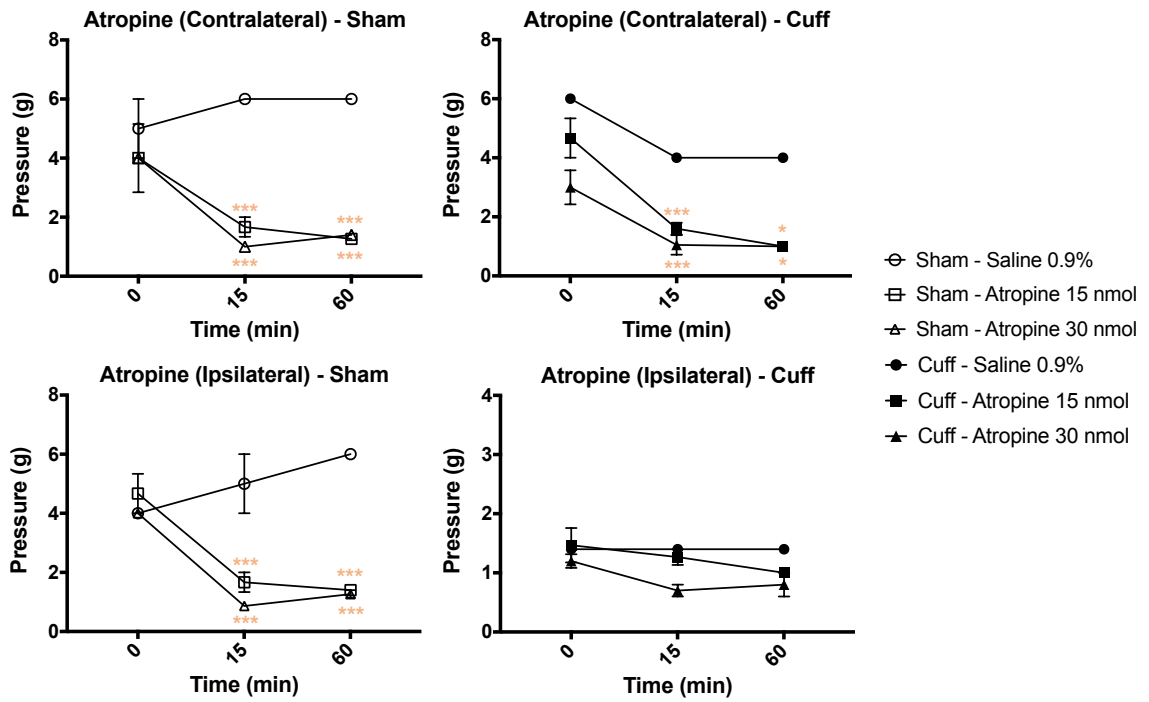 Atropine (Contralateral) - Sham
Pressure (g)
8
6
4
2
0
***
***
***
***
0
15
60
Time (min)
Atropine (Contralateral) - Cuff
Pressure (g)
8
6
4
2
0
***
***
*
*
0
15
60
Time (min)
Atropine (Ipsilateral) - Sham
Pressure (g)
8
6
4
2
0
***
***
***
***
0
15
60
Time (min)
Atropine (Ipsilateral) - Cuff
Pressure (g)
4
3
2
1
0
0
15
60
Time (min)
Sham - Saline 0.9%
Sham - Atropine 15 nmol
Sham - Atropine 30 nmol
Cuff - Saline 0.9%
Cuff - Atropine 15 nmol
Cuff - Atropine 30 nmol